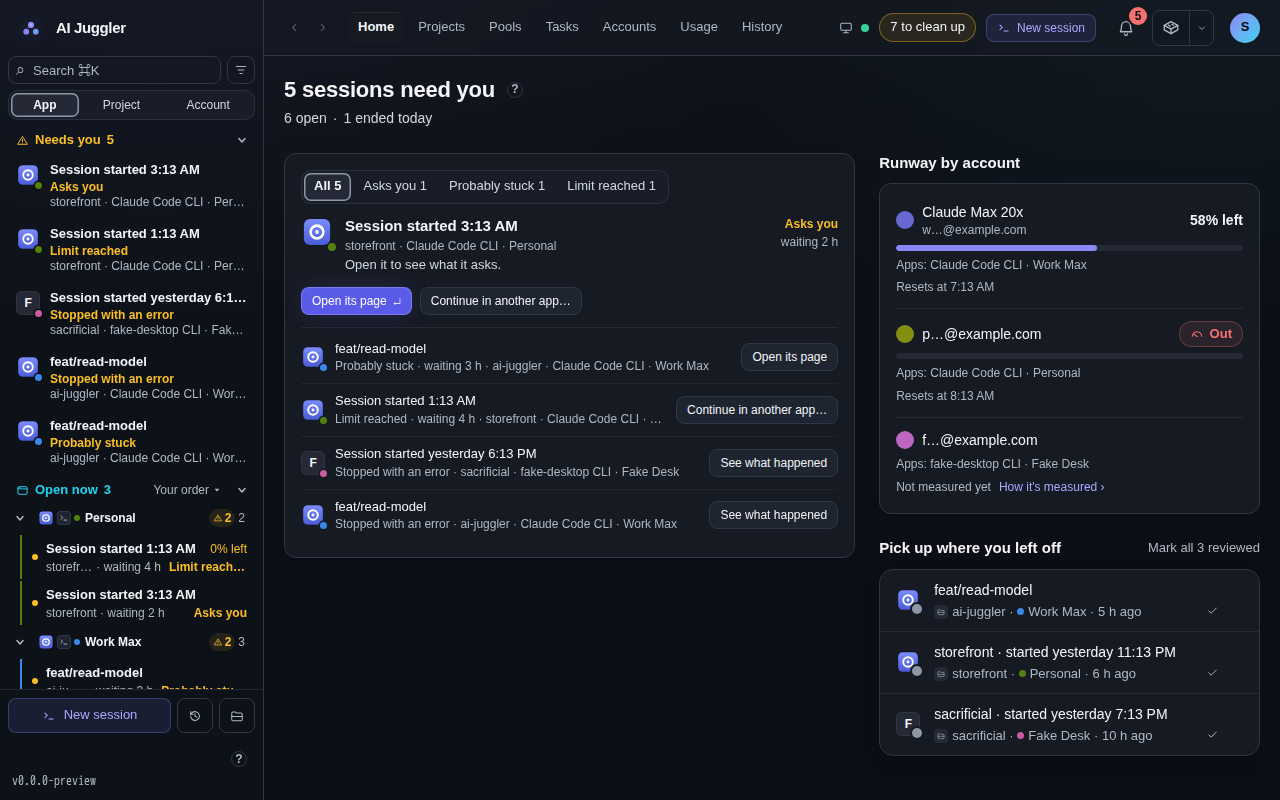 AI Juggler
Search ⌘K
App Project Account
Needs you 5
Session started 3:13 AM
Asks you
storefront · Claude Code CLI · Per…
Session started 1:13 AM
Limit reached
storefront · Claude Code CLI · Per…
F
Session started yesterday 6:1…
Stopped with an error
sacrificial · fake-desktop CLI · Fak…
feat/read-model
Stopped with an error
ai-juggler · Claude Code CLI · Wor…
feat/read-model
Probably stuck
ai-juggler · Claude Code CLI · Wor…
Open now 3 Your order
Personal 2 2
Session started 1:13 AM 0% left
storefr… · waiting 4 h Limit reach…
Session started 3:13 AM
storefront · waiting 2 h Asks you
Work Max 2 3
feat/read-model
New session
?
v0.0.0-preview
Home Projects Pools Tasks Accounts Usage History
7 to clean up
New session
5
S
5 sessions need you ?
6 open · 1 ended today
All 5 Asks you 1 Probably stuck 1 Limit reached 1
Session started 3:13 AM Asks you
storefront · Claude Code CLI · Personal waiting 2 h
Open it to see what it asks.
Open its page ↵ Continue in another app…
feat/read-model
Probably stuck · waiting 3 h · ai-juggler · Claude Code CLI · Work Max
Open its page
Session started 1:13 AM
Limit reached · waiting 4 h · storefront · Claude Code CLI · …
Continue in another app…
F
Session started yesterday 6:13 PM
Stopped with an error · sacrificial · fake-desktop CLI · Fake Desk
See what happened
feat/read-model
Stopped with an error · ai-juggler · Claude Code CLI · Work Max
See what happened
Runway by account
Claude Max 20x
w…@example.com
58% left
Apps: Claude Code CLI · Work Max
Resets at 7:13 AM
p…@example.com Out
Apps: Claude Code CLI · Personal
Resets at 8:13 AM
f…@example.com
Apps: fake-desktop CLI · Fake Desk
Not measured yet How it's measured ›
Pick up where you left off Mark all 3 reviewed
feat/read-model
ai-juggler · Work Max · 5 h ago
storefront · started yesterday 11:13 PM
storefront · Personal · 6 h ago
F
sacrificial · started yesterday 7:13 PM
sacrificial · Fake Desk · 10 h ago